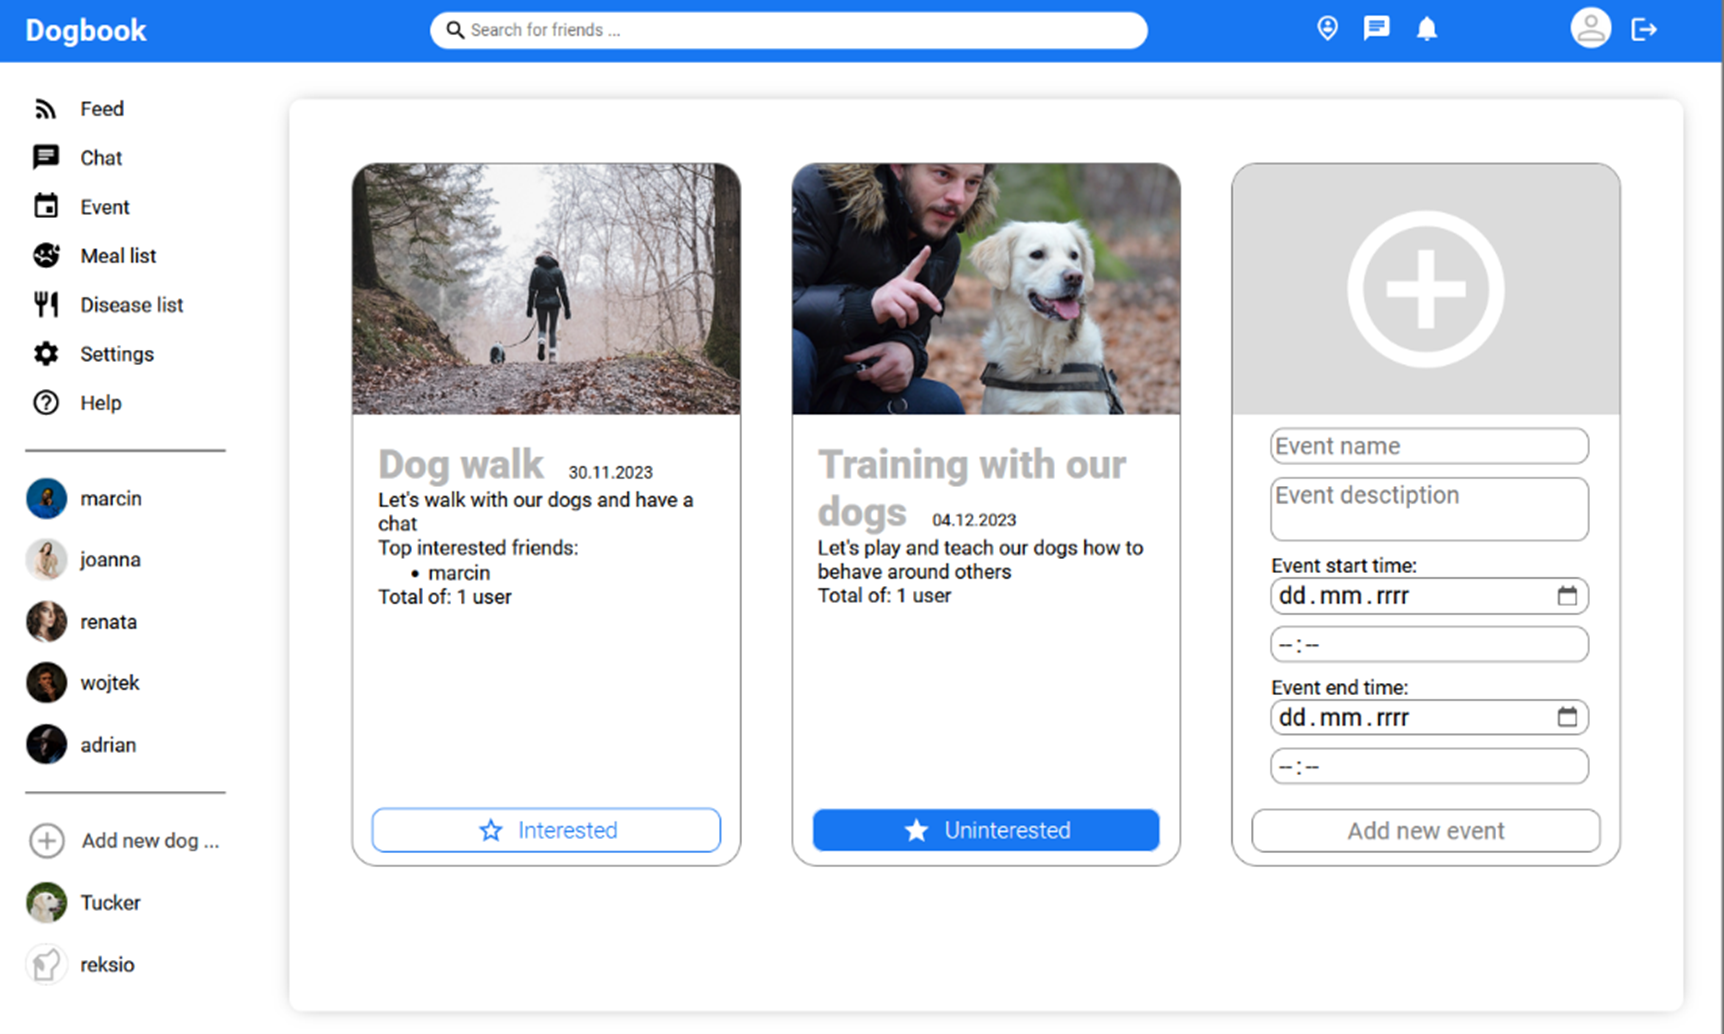 Dogbook
Search for friends ...
Feed
Chat
Event
Meal list
Disease list
Settings
Help
marcin
joanna
renata
wojtek
adrian
Add new dog ...
Tucker
reksio
Dog walk 30.11.2023
Let's walk with our dogs and have a
chat
Top interested friends:
• marcin
Total of: 1 user
Interested
Training with our
dogs 04.12.2023
Let's play and teach our dogs how to
behave around others
Total of: 1 user
Uninterested
Event name
Event desctiption
Event start time:
dd.mm.rrrr
--:--
Event end time:
dd.mm.rrrr
--:--
Add new event